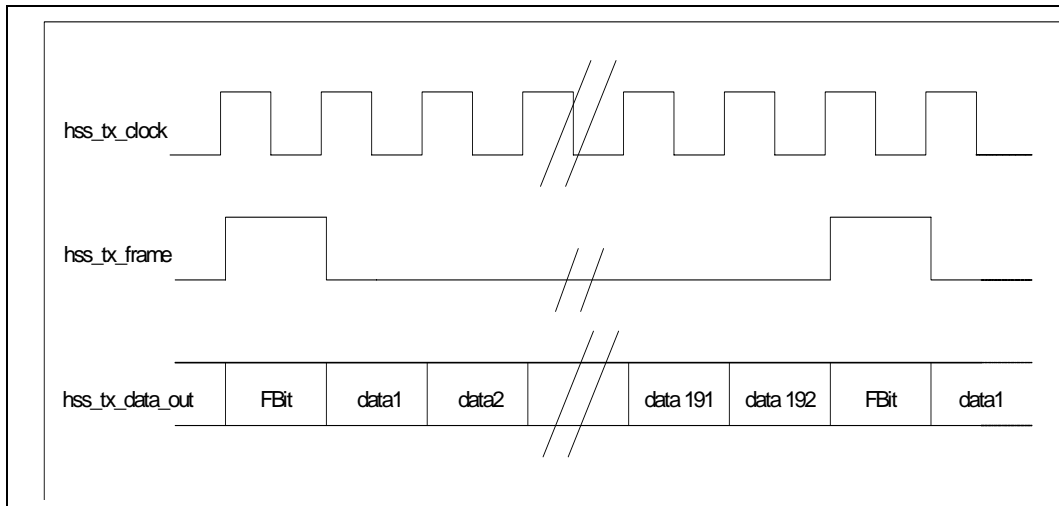 hss_tx_clock
hss_tx_frame
hss_tx_data_out FBit data1 data2 data 191 data 192 FBit data1